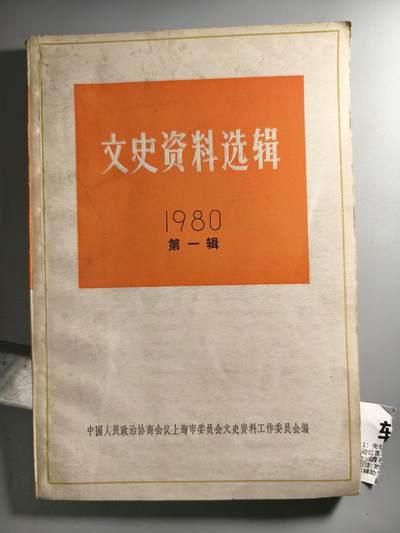 文史资料选辑
1980
第一辑
中国人民政治协商会议上海市委员会文史资料工作委员会编